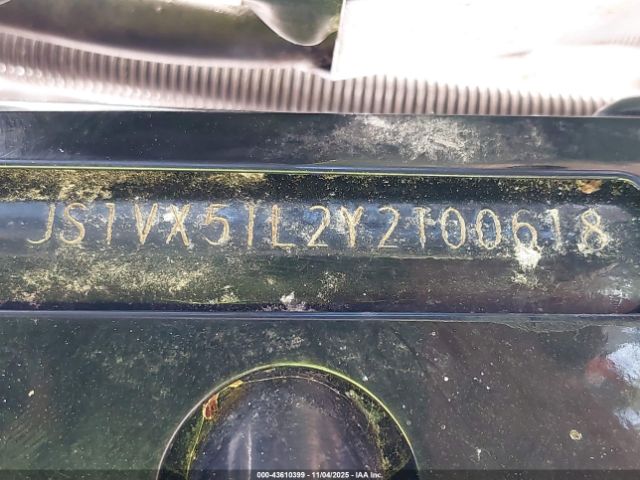 JS1VX51L2Y2100618
000-43610399 - 11/04/2025 - IAA Inc.